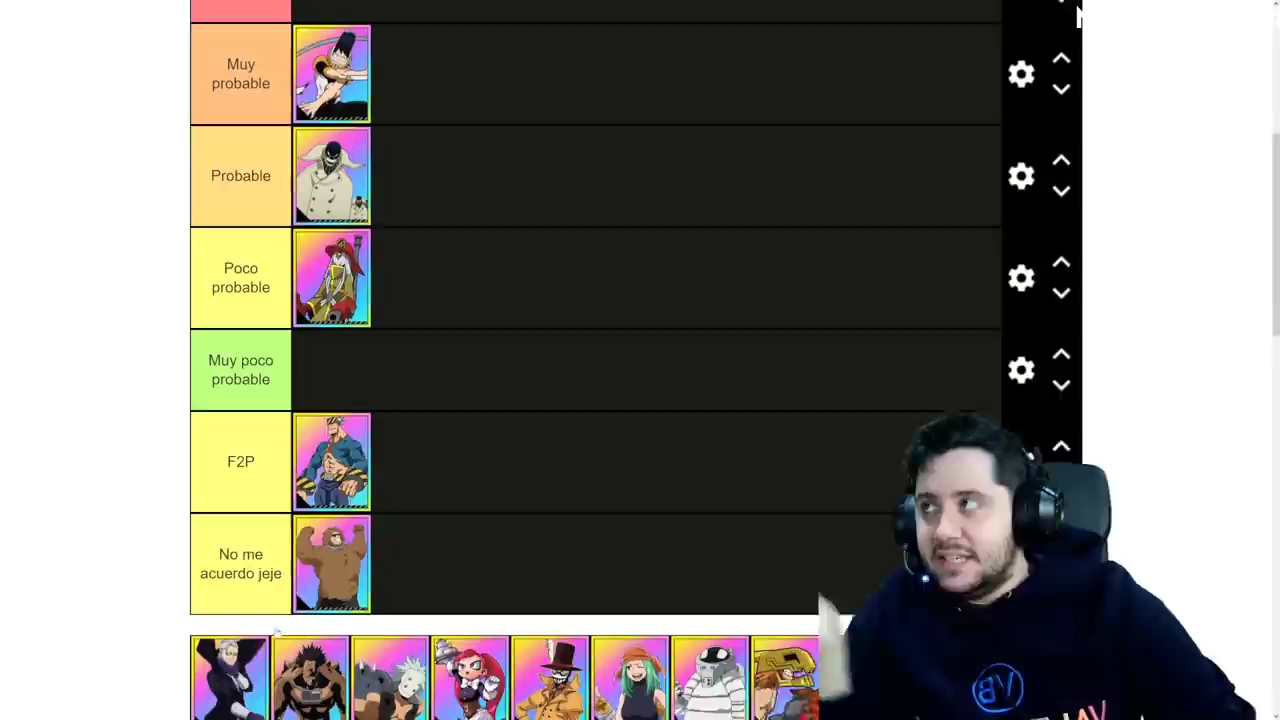 Muy
probable
Probable
Poco
probable
Muy poco
probable
F2P
No me
acuerdo jeje